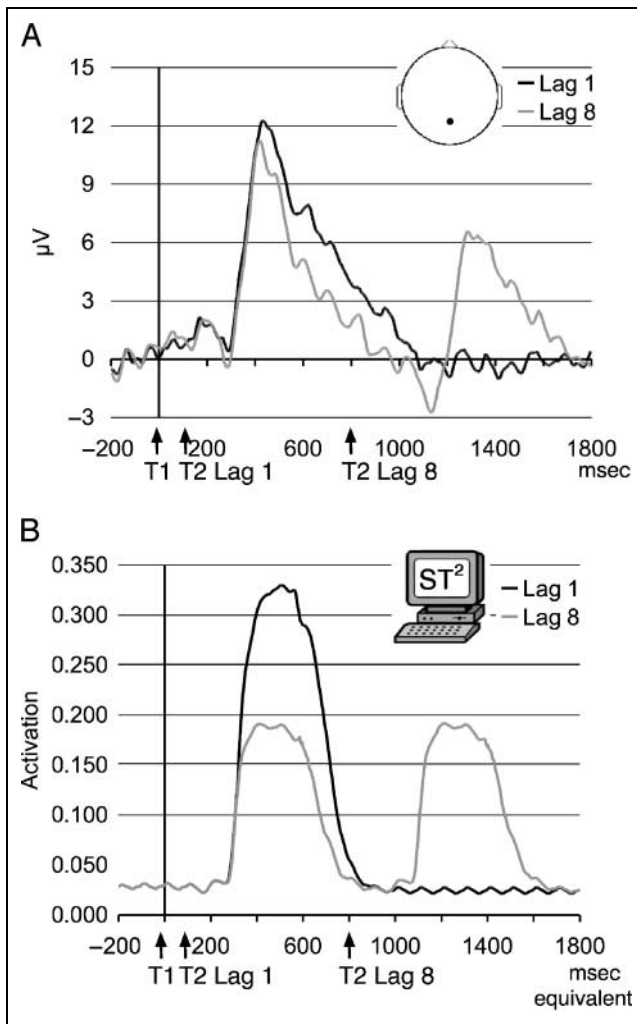 A
15
12
9
6
3
0
−3
μV
Lag 1
Lag 8
−200 200 600 1000 1400 1800
msec
T1 T2 Lag 1 T2 Lag 8
B
0.350
0.300
0.250
0.200
0.150
0.100
0.050
0.000
Activation
ST²
Lag 1
Lag 8
−200 200 600 1000 1400 1800
T1 T2 Lag 1 T2 Lag 8 msec
equivalent